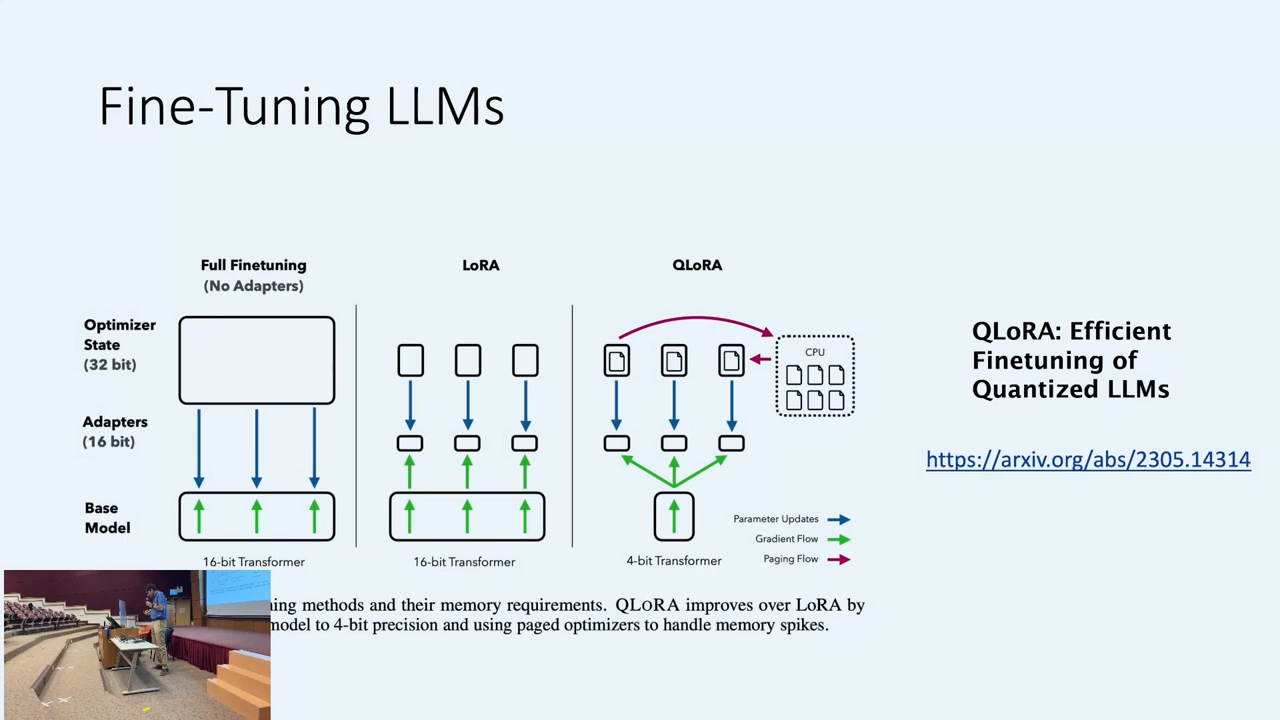 Fine-Tuning LLMs
Full Finetuning
(No Adapters)
LoRA
QLoRA
Optimizer
State
(32 bit)
CPU
Adapters
(16 bit)
Base
Model
Parameter Updates
Gradient Flow
Paging Flow
16-bit Transformer
16-bit Transformer
4-bit Transformer
methods and their memory requirements. QLORA improves over LoRA by
model to 4-bit precision and using paged optimizers to handle memory spikes.
QLoRA: Efficient
Finetuning of
Quantized LLMs
https://arxiv.org/abs/2305.14314